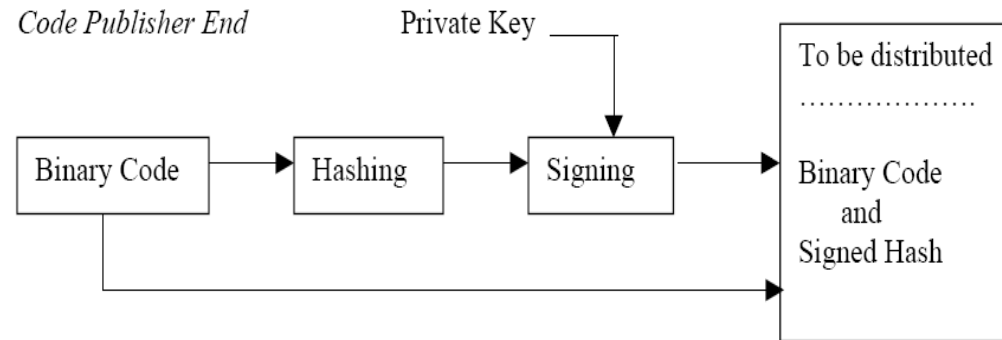 Code Publisher End
Private Key
To be distributed
...................
Binary Code
Hashing
Signing
Binary Code
and
Signed Hash